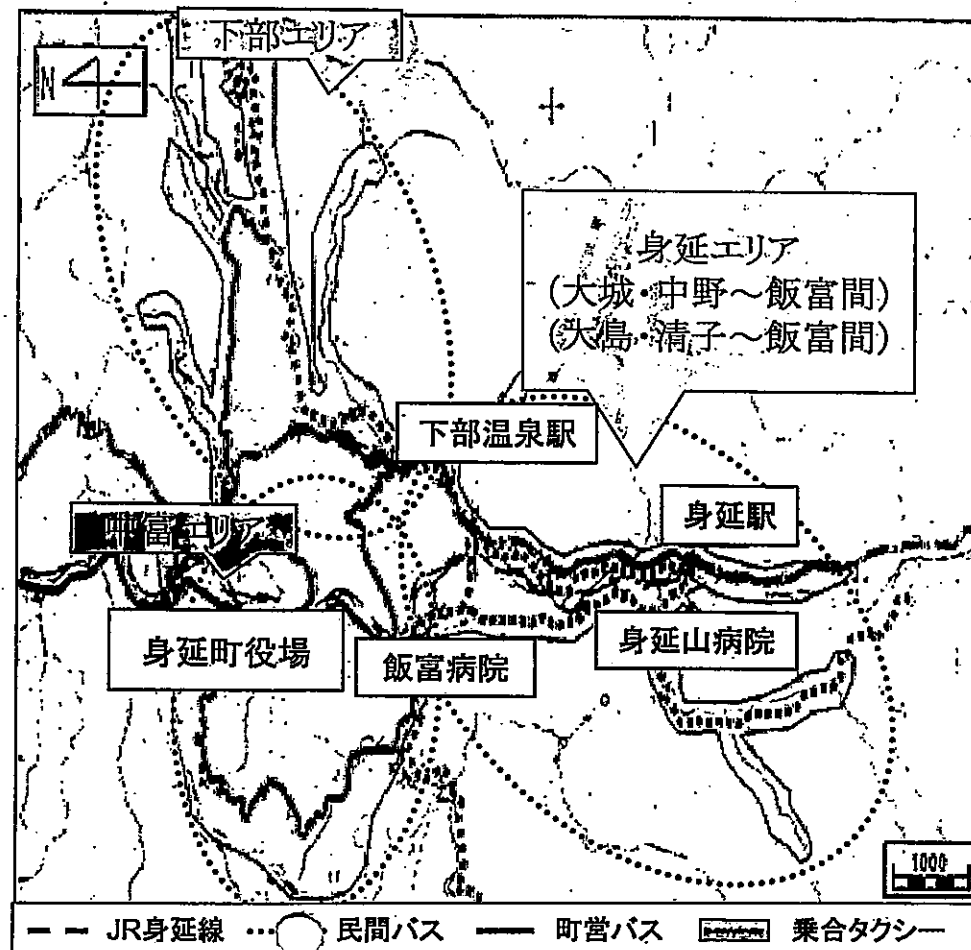 下部エリア
N
身延エリア
(大城・中野～飯富間)
(大島・清子～飯富間)
下部温泉駅
身延駅
中富エリア
身延町役場
飯富病院
身延山病院
1000
JR身延線
民間バス
町営バス
乗合タクシー